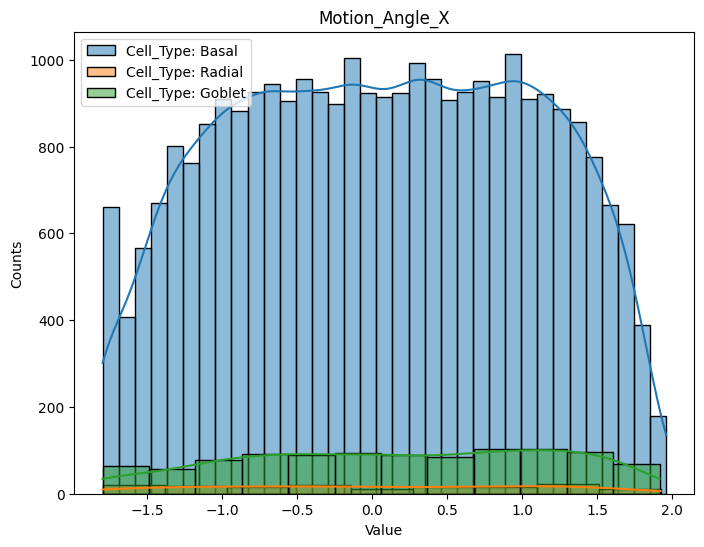 Motion_Angle_X
Cell_Type: Basal
Cell_Type: Radial
Cell_Type: Goblet
Counts
1000
800
600
400
200
0
−1.5 −1.0 −0.5 0.0 0.5 1.0 1.5 2.0
Value